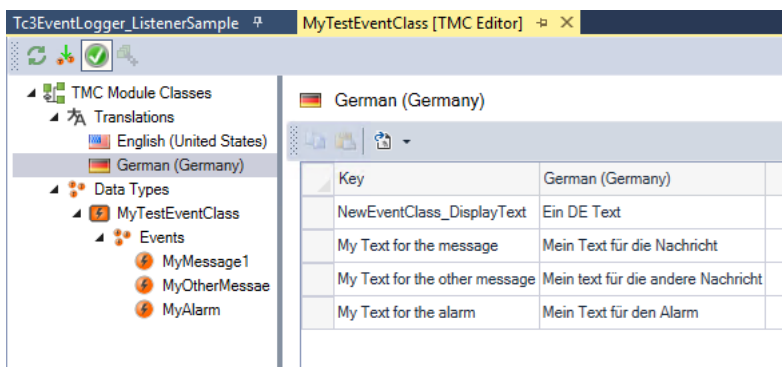 Tc3EventLogger_ListenerSample
MyTestEventClass [TMC Editor]
TMC Module Classes
Translations
English (United States)
German (Germany)
Data Types
MyTestEventClass
Events
MyMessage1
MyOtherMessae
MyAlarm
German (Germany)
Key German (Germany)
NewEventClass_DisplayText Ein DE Text
My Text for the message Mein Text für die Nachricht
My Text for the other message Mein text für die andere Nachricht
My Text for the alarm Mein Text für den Alarm